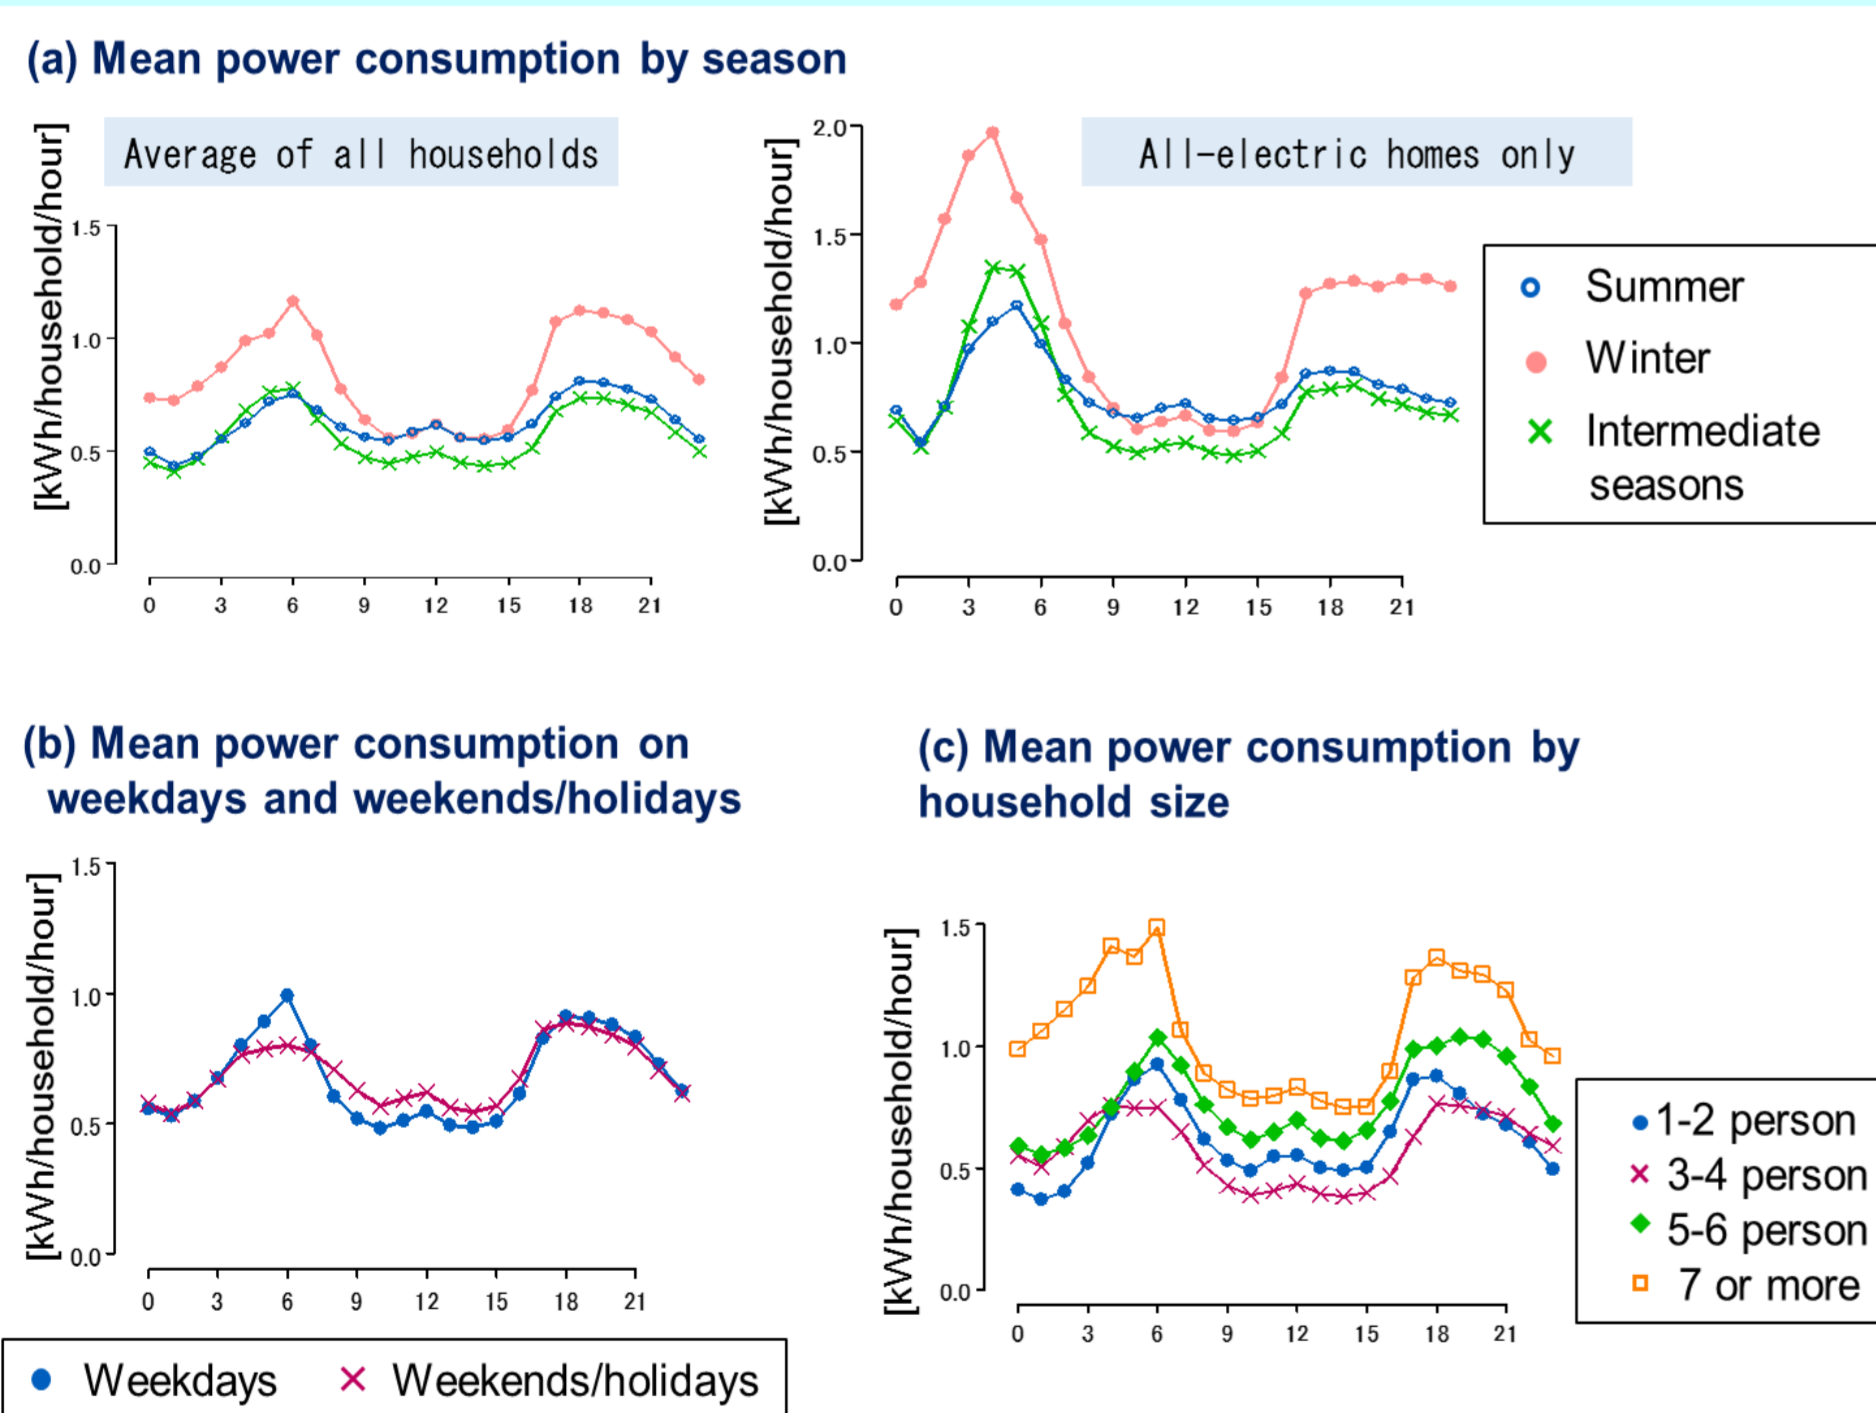 (a) Mean power consumption by season
[kWh/household/hour]
Average of all households
1.5
1.0
0.5
0.0
0 3 6 9 12 15 18 21
[kWh/household/hour]
All-electric homes only
2.0
1.5
1.0
0.5
0.0
0 3 6 9 12 15 18 21
Summer
Winter
Intermediate
seasons
(b) Mean power consumption on
weekdays and weekends/holidays
[kWh/household/hour]
1.5
1.0
0.5
0.0
0 3 6 9 12 15 18 21
Weekdays Weekends/holidays
(c) Mean power consumption by
household size
[kWh/household/hour]
1.5
1.0
0.5
0.0
0 3 6 9 12 15 18 21
1-2 person
3-4 person
5-6 person
7 or more